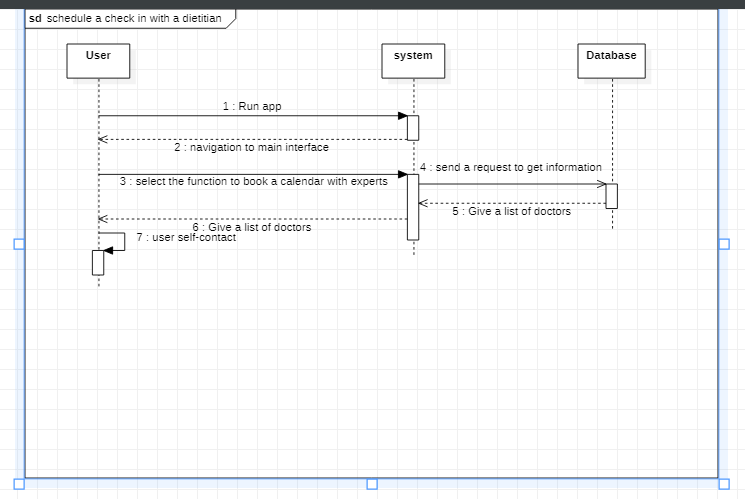 sd schedule a check in with a dietitian
User
system
Database
1 : Run app
2 : navigation to main interface
3 : select the function to book a calendar with experts
4 : send a request to get information
5 : Give a list of doctors
6 : Give a list of doctors
7 : user self-contact